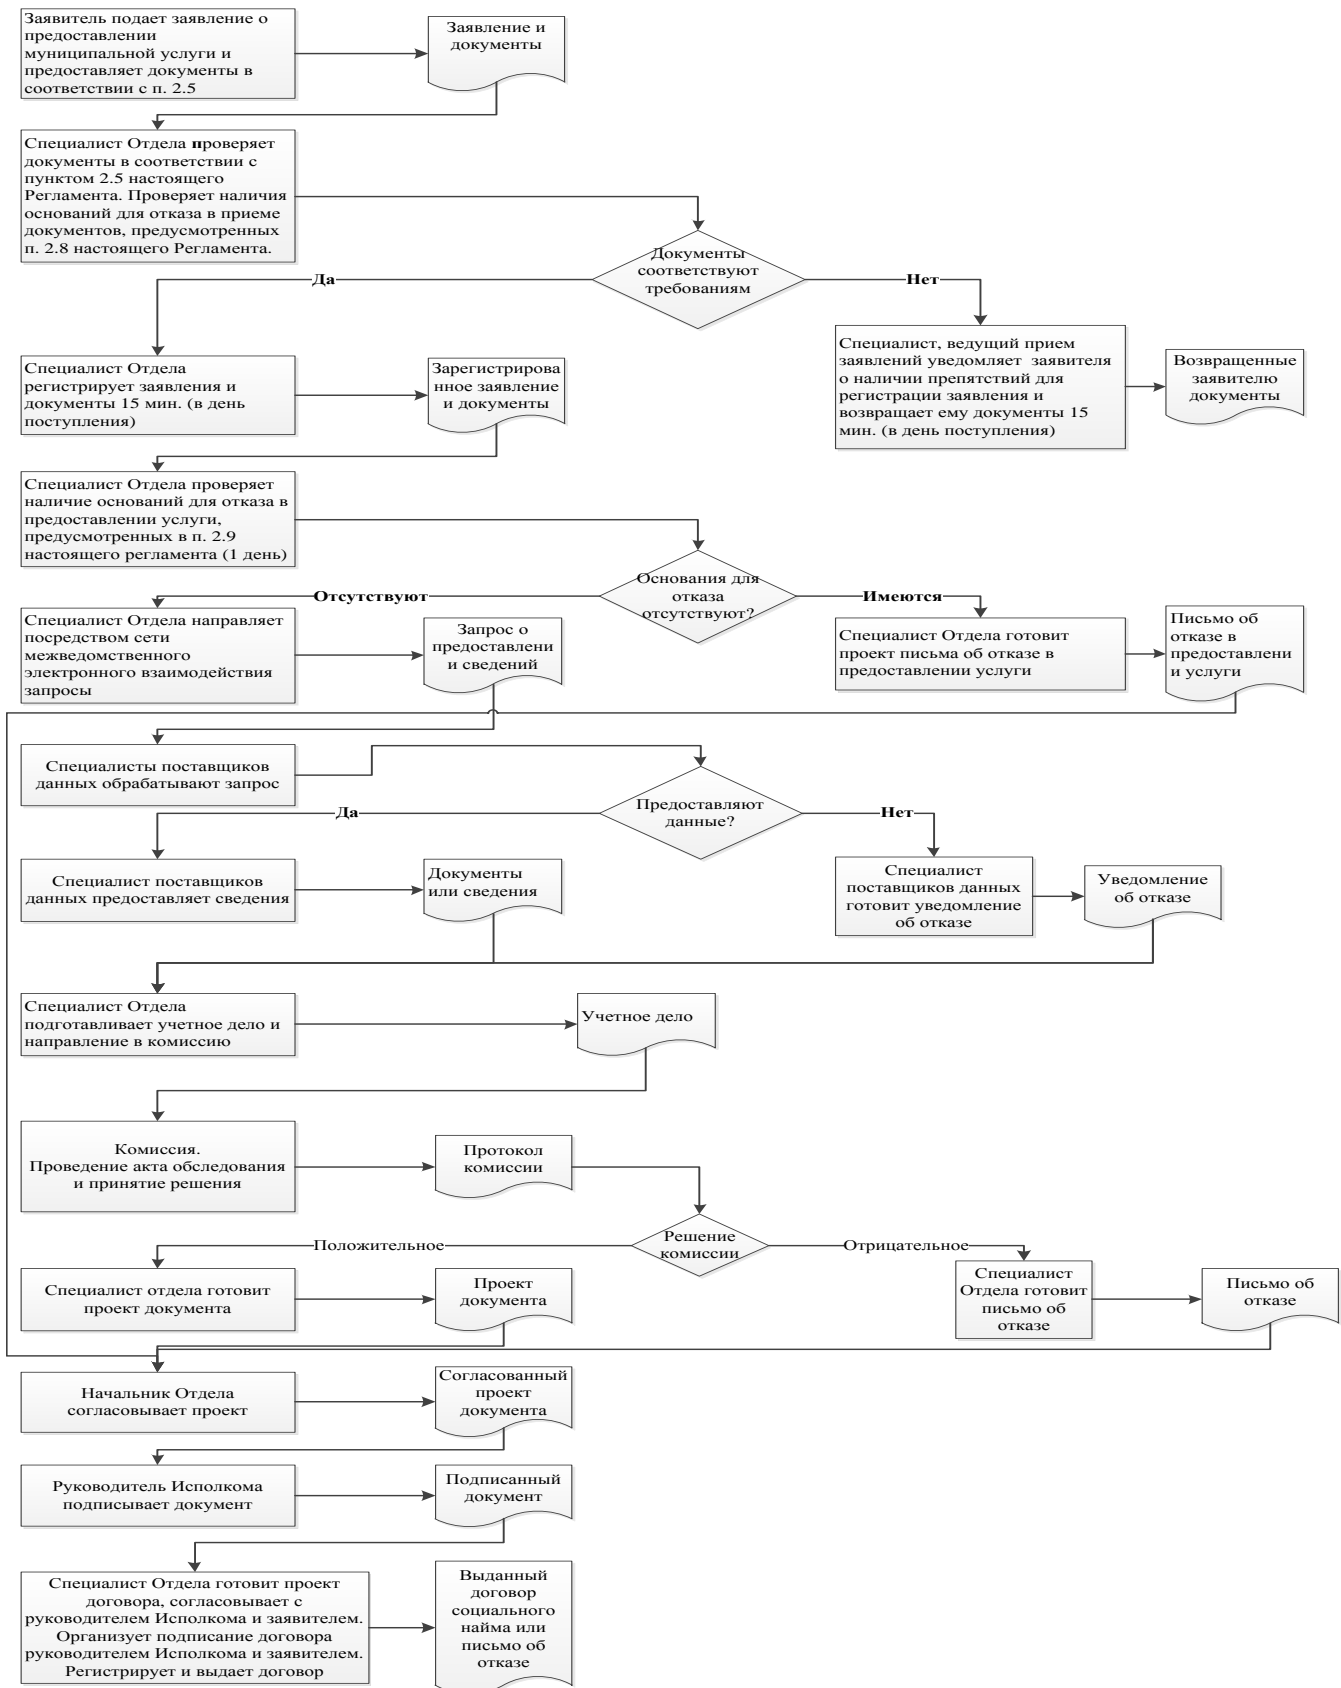 Заявитель подает заявление о
предоставлении
муниципальной услуги и
предоставляет документы в
соответствии с п. 2.5
Заявление и
документы
Специалист Отдела проверяет
документы в соответствии с
пунктом 2.5 настоящего
Регламента. Проверяет наличия
оснований для отказа в приеме
документов, предусмотренных
п. 2.8 настоящего Регламента.
Документы
соответствуют
требованиям
Да
Нет
Специалист Отдела
регистрирует заявления и
документы 15 мин. (в день
поступления)
Зарегистрирова
нное заявление
и документы
Специалист, ведущий прием
заявлений уведомляет заявителя
о наличии препятствий для
регистрации заявления и
возвращает ему документы 15
мин. (в день поступления)
Возвращенные
заявителю
документы
Специалист Отдела проверяет
наличие оснований для отказа в
предоставлении услуги,
предусмотренных в п. 2.9
настоящего регламента (1 день)
Основания для
отказа
отсутствуют?
Отсутствуют
Имеются
Специалист Отдела направляет
посредством сети
межведомственного
электронного взаимодействия
запросы
Запрос о
предоставлени
и сведений
Специалист Отдела готовит
проект письма об отказе в
предоставлении услуги
Письмо об
отказе в
предоставлени
и услуги
Специалисты поставщиков
данных обрабатывают запрос
Предоставляют
данные?
Да
Нет
Специалист поставщиков
данных предоставляет сведения
Документы
или сведения
Специалист
поставщиков данных
готовит уведомление
об отказе
Уведомление
об отказе
Специалист Отдела
подготавливает учетное дело и
направление в комиссию
Учетное дело
Комиссия.
Проведение акта обследования
и принятие решения
Протокол
комиссии
Решение
комиссии
Положительное
Отрицательное
Специалист отдела готовит
проект документа
Проект
документа
Специалист
Отдела готовит
письмо об
отказе
Письмо об
отказе
Начальник Отдела
согласовывает проект
Согласованный
проект
документа
Руководитель Исполкома
подписывает документ
Подписанный
документ
Специалист Отдела готовит проект
договора, согласовывает с
руководителем Исполкома и заявителем.
Организует подписание договора
руководителем Исполкома и заявителем.
Регистрирует и выдает договор
Выданный
договор
социального
найма или
письмо об
отказе